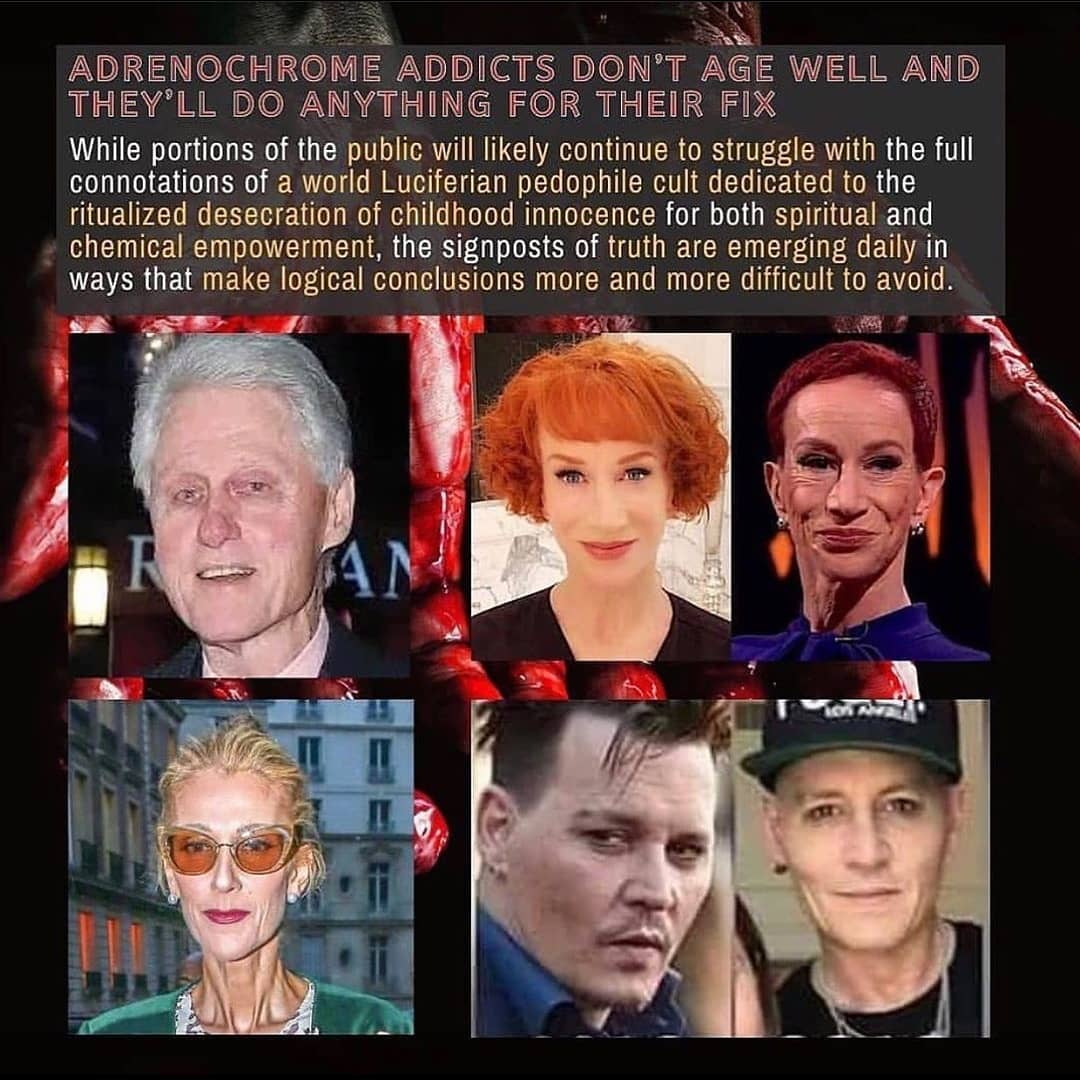 ADRENOCHROME ADDICTS DON'T AGE WELL AND
THEY'LL DO ANYTHING FOR THEIR FIX
While portions of the public will likely continue to struggle with the full
connotations of a world Luciferian pedophile cult dedicated to the
ritualized desecration of childhood innocence for both spiritual and
chemical empowerment, the signposts of truth are emerging daily in
ways that make logical conclusions more and more difficult to avoid.
R
AN
LOS ANGELES